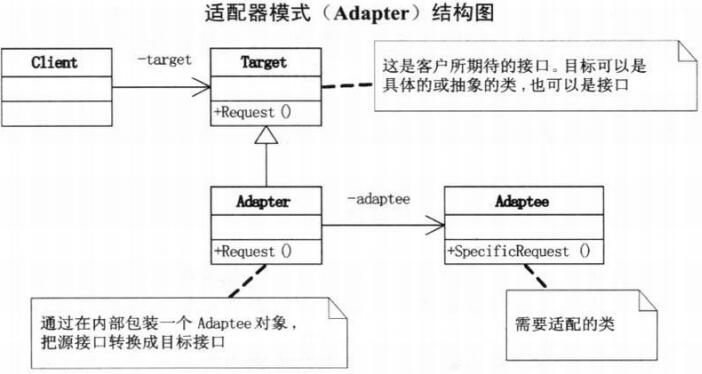 适配器模式（Adapter）结构图
Client
-target
Target
+Request()
这是客户所期待的接口。目标可以是
具体的或抽象的类,也可以是接口
Adapter
+Request()
-adaptee
Adaptee
+SpecificRequest()
通过在内部包装一个 Adaptee 对象，
把源接口转换成目标接口
需要适配的类